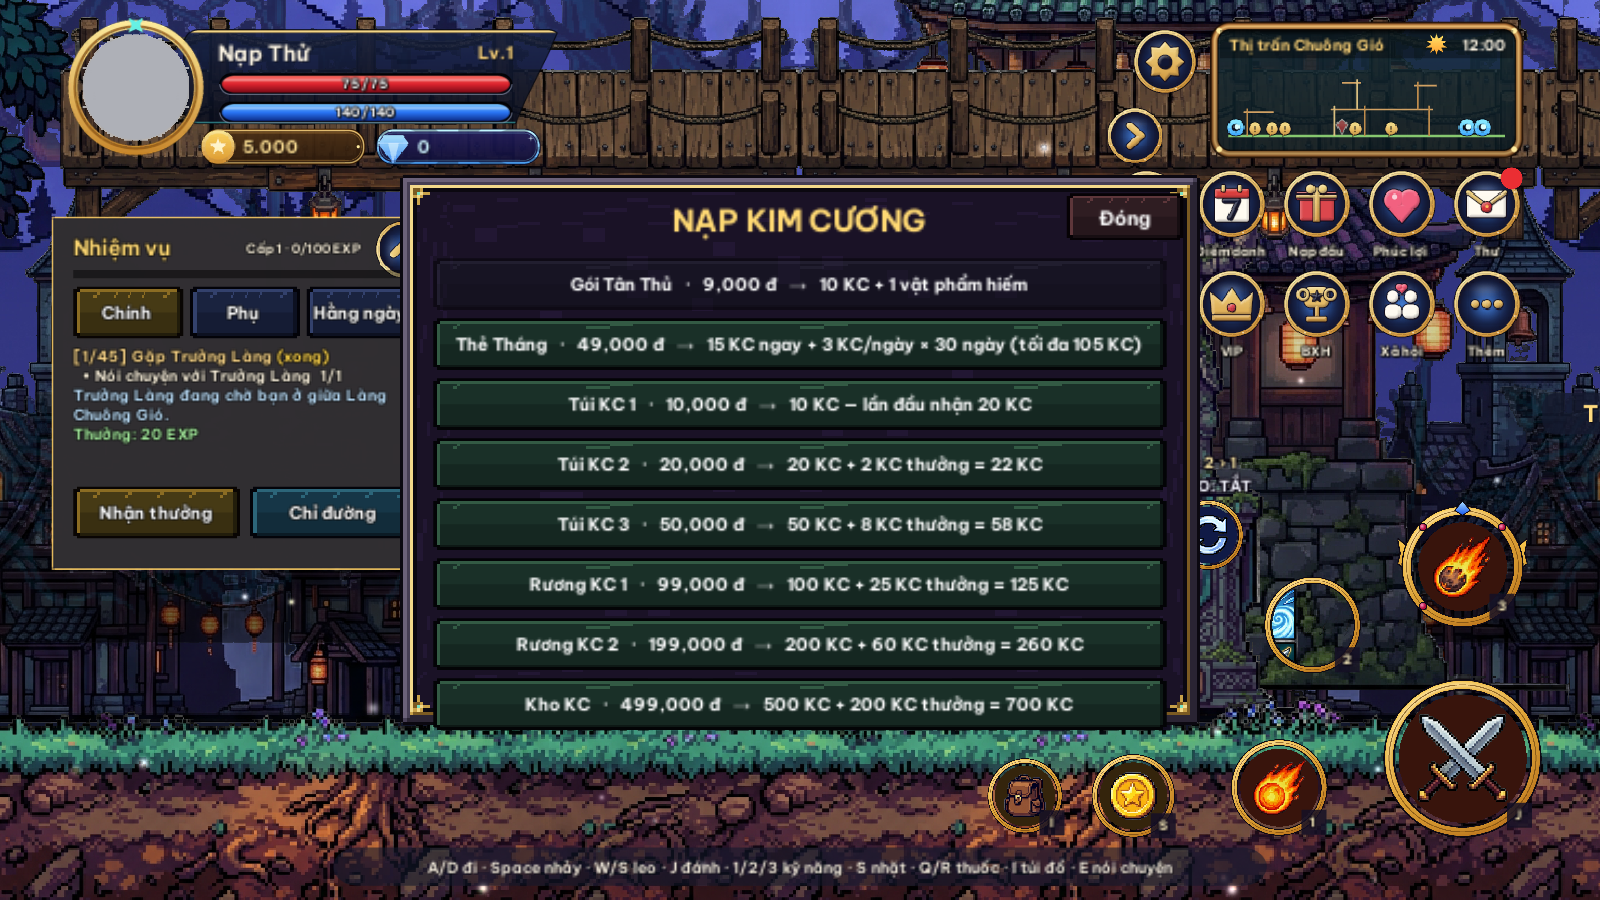 Nạp Thử
Lv.1
75/75
140/140
5.000
0
Thị trấn Chuông Gió
12:00
7
Điểm danh
Nạp đầu
Phúc lợi
Thư
VIP
BXH
Xã hội
Thêm
Nhiệm vụ
Cấp 1 · 0/100 EXP
Chính
Phụ
Hằng ngày
[1/45] Gặp Trưởng Làng (xong)
• Nói chuyện với Trưởng Làng 1/1
Trưởng Làng đang chờ bạn ở giữa Làng
Chuông Gió.
Thưởng: 20 EXP
Nhận thưởng
Chỉ đường
NẠP KIM CƯƠNG
Đóng
Gói Tân Thủ · 9,000 đ → 10 KC + 1 vật phẩm hiếm
Thẻ Tháng · 49,000 đ → 15 KC ngay + 3 KC/ngày × 30 ngày (tối đa 105 KC)
Túi KC 1 · 10,000 đ → 10 KC – lần đầu nhận 20 KC
Túi KC 2 · 20,000 đ → 20 KC + 2 KC thưởng = 22 KC
Túi KC 3 · 50,000 đ → 50 KC + 8 KC thưởng = 58 KC
Rương KC 1 · 99,000 đ → 100 KC + 25 KC thưởng = 125 KC
Rương KC 2 · 199,000 đ → 200 KC + 60 KC thưởng = 260 KC
Kho KC · 499,000 đ → 500 KC + 200 KC thưởng = 700 KC
T
TẮT
3
2
I
S
1
J
A/D đi · Space nhảy · W/S leo · J đánh · 1/2/3 kỹ năng · S nhặt · Q/R thuốc · I túi đồ · E nói chuyện